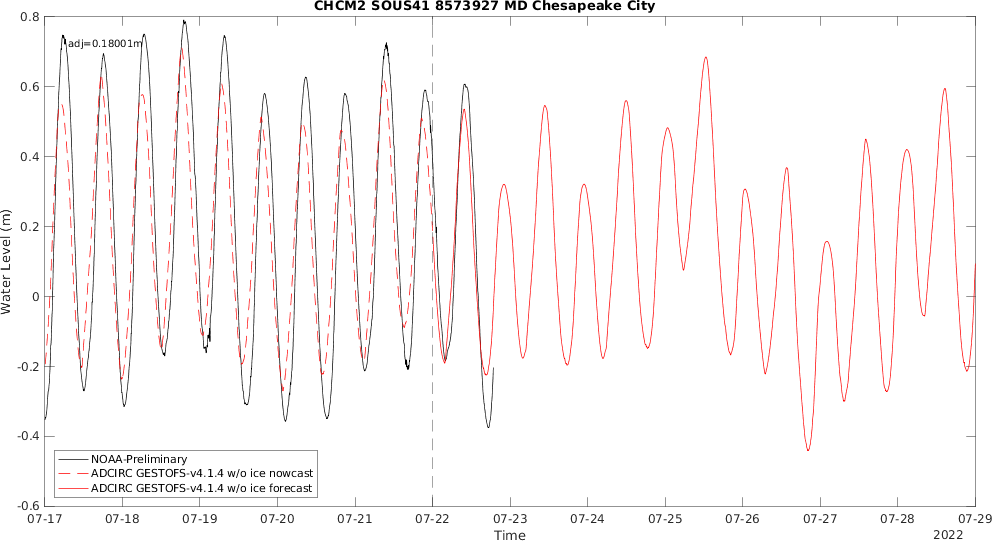 CHCM2 SOUS41 8573927 MD Chesapeake City
adj=0.18001m
Water Level (m)
0.8
0.6
0.4
0.2
0
-0.2
-0.4
-0.6
NOAA-Preliminary
ADCIRC GESTOFS-v4.1.4 w/o ice nowcast
ADCIRC GESTOFS-v4.1.4 w/o ice forecast
07-17 07-18 07-19 07-20 07-21 07-22 07-23 07-24 07-25 07-26 07-27 07-28 07-29
Time
2022